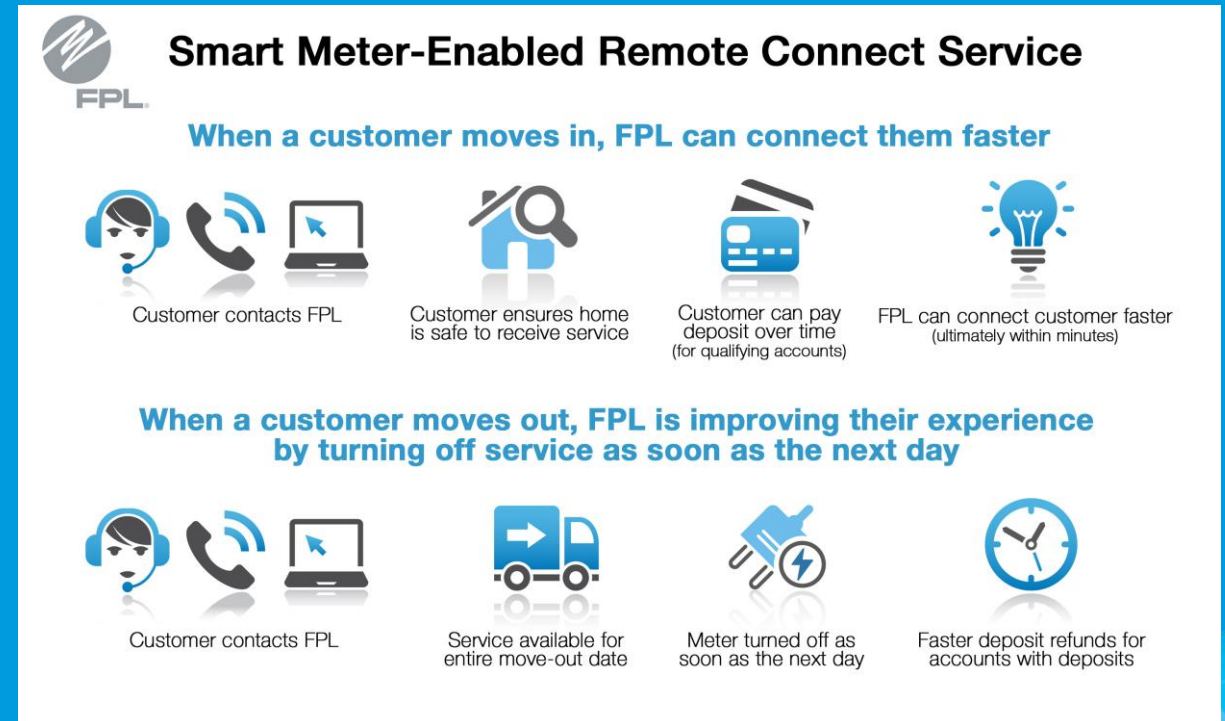 FPL.
Smart Meter-Enabled Remote Connect Service
When a customer moves in, FPL can connect them faster
Customer contacts FPL
Customer ensures home
is safe to receive service
Customer can pay
deposit over time
(for qualifying accounts)
FPL can connect customer faster
(ultimately within minutes)
When a customer moves out, FPL is improving their experience
by turning off service as soon as the next day
Customer contacts FPL
Service available for
entire move-out date
Meter turned off as
soon as the next day
Faster deposit refunds for
accounts with deposits